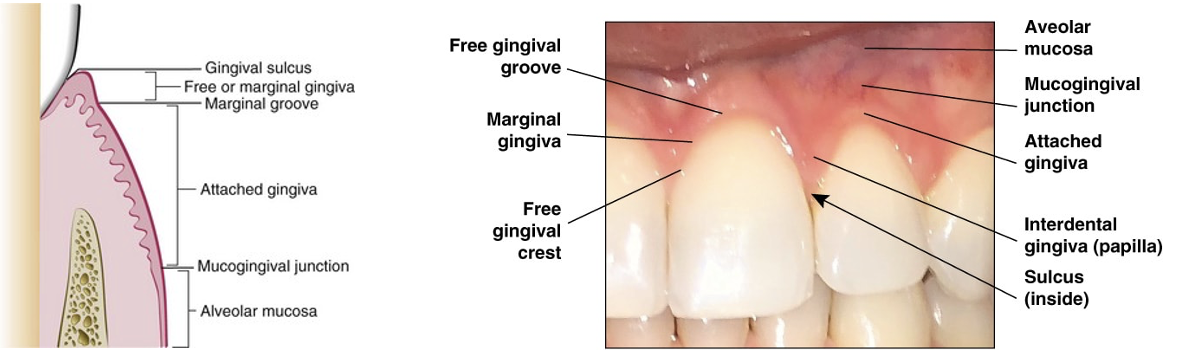 Gingival sulcus
Free or marginal gingiva
Marginal groove
Attached gingiva
Mucogingival junction
Alveolar mucosa
Free gingival
groove
Marginal
gingiva
Free
gingival
crest
Aveolar
mucosa
Mucogingival
junction
Attached
gingiva
Interdental
gingiva (papilla)
Sulcus
(inside)